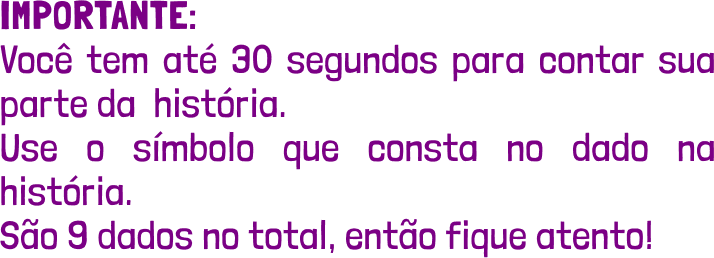 IMPORTANTE:
Você tem até 30 segundos para contar sua
parte da história.
Use o símbolo que consta no dado na
história.
São 9 dados no total, então fique atento!